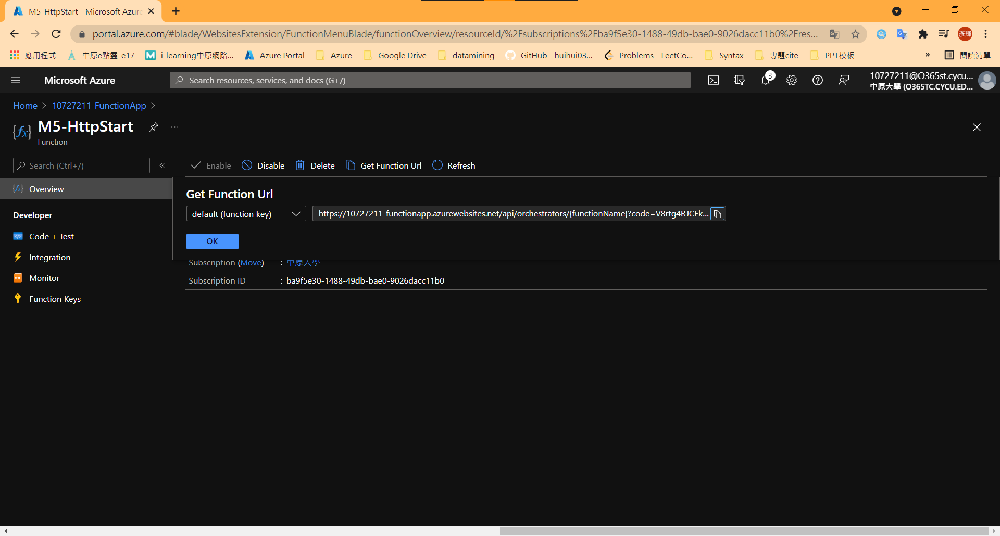 M5-HttpStart - Microsoft Azure
portal.azure.com/#blade/WebsitesExtension/FunctionMenuBlade/functionOverview/resourceId/%2Fsubscriptions%2Fba9f5e30-1488-49db-bae0-9026dacc11b0%2Fres...
彥輝
應用程式 中原e點靈_e17 i-learning中原網路... Azure Portal Azure Google Drive datamining GitHub - huihui03... Problems - LeetCo... Syntax 專題cite PPT模板 » 閱讀清單
Microsoft Azure
Search resources, services, and docs (G+/)
3
10727211@O365st.cycu...
中原大學 (O365TC.CYCU.ED...
Home > 10727211-FunctionApp >
M5-HttpStart
...
Function
Search (Ctrl+/)
«
Enable Disable Delete Get Function Url Refresh
Overview
Developer
Code + Test
Integration
Monitor
Function Keys
Get Function Url
default (function key)
https://10727211-functionapp.azurewebsites.net/api/orchestrators/{functionName}?code=V8rtg4RJCFk...
OK
Subscription (Move) : 中原大學
Subscription ID : ba9f5e30-1488-49db-bae0-9026dacc11b0